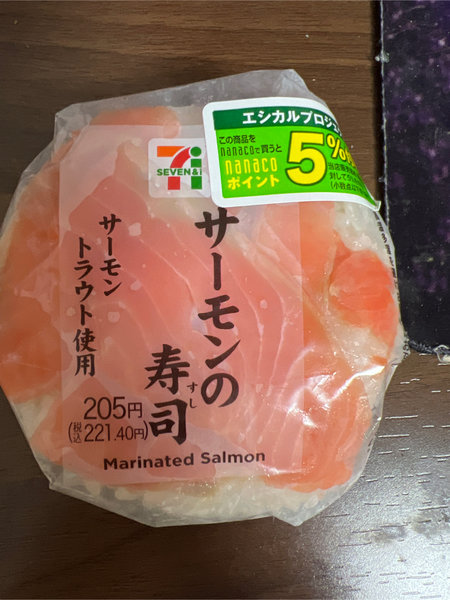 エシカルプロジェ
この商品を
nanacoで買うと
nanaco
ポイント
5%
SEVEN&i
サーモンの
寿司
すし
サーモン
トラウト使用
205円
(税込221.40円)
Marinated Salmon